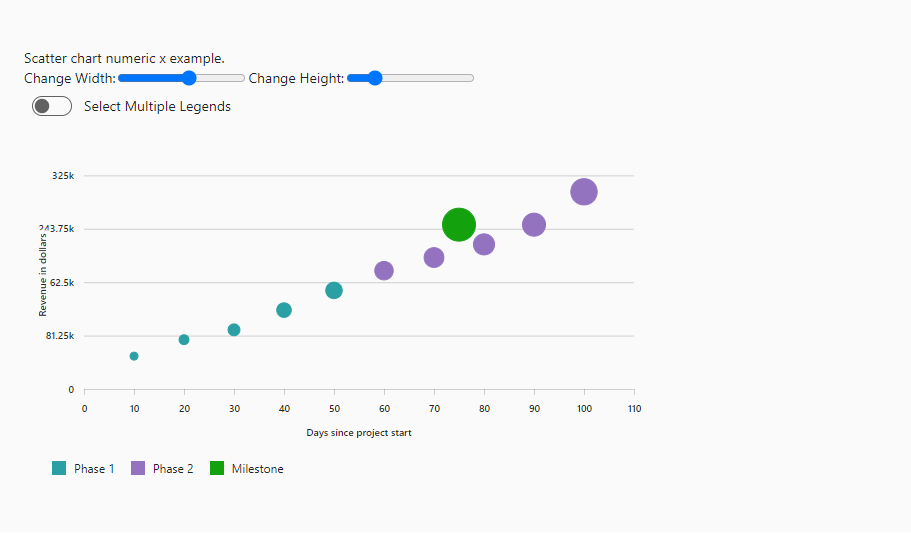 Scatter chart numeric x example.
Change Width: Change Height:
Select Multiple Legends
325k
243.75k
62.5k
81.25k
0
Revenue in dollars
0 10 20 30 40 50 60 70 80 90 100 110
Days since project start
Phase 1 Phase 2 Milestone